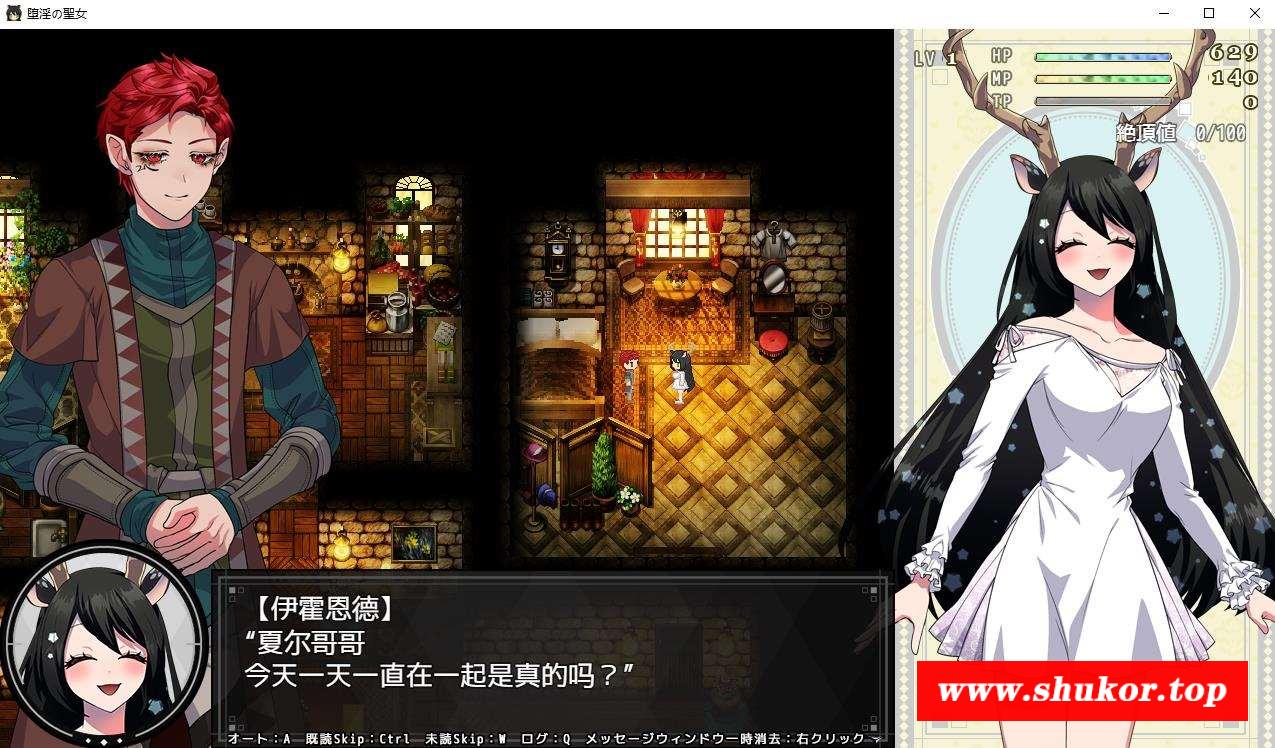 堕淫の聖女
LV 1
HP 629
MP 140
TP 0
絶頂値 0/100
【伊霍恩德】
“夏尔哥哥
今天一天一直在一起是真的吗？”
オート：A 既読Skip：Ctrl 未読Skip：W ログ：Q メッセージウィンドウ一時消去：右クリック
www.shukor.top